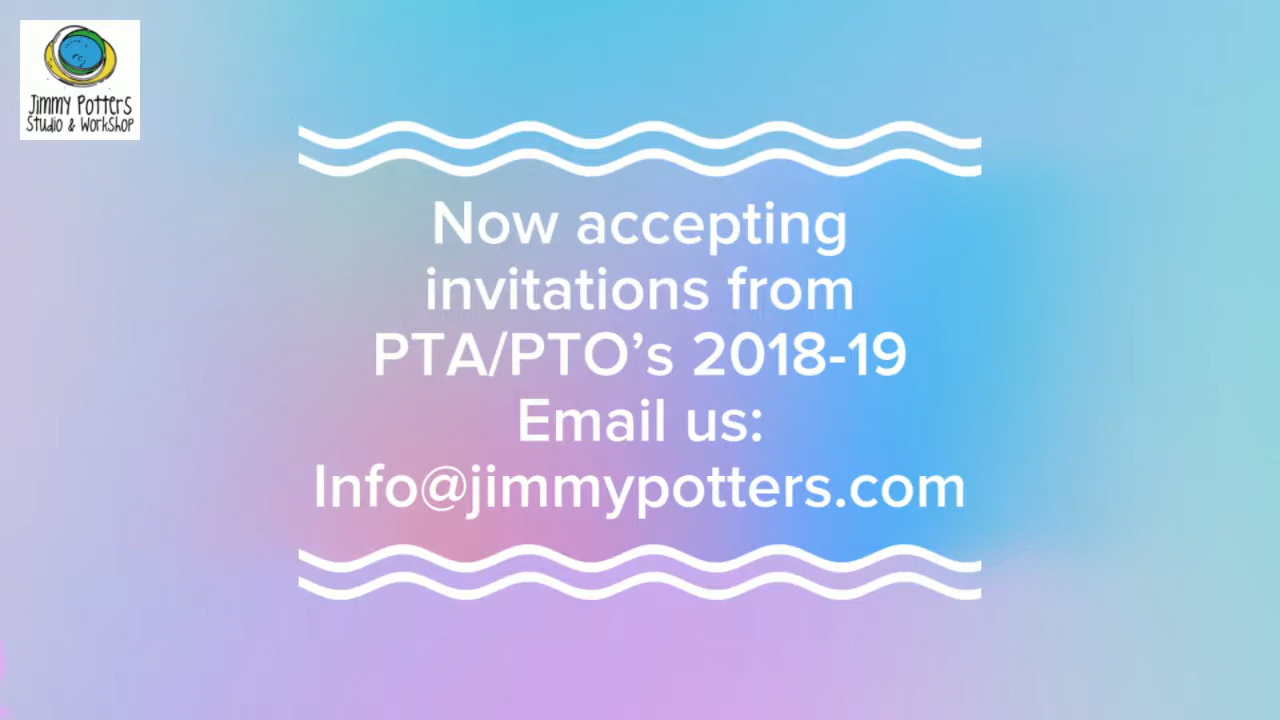 Jimmy Potters
Studio & Workshop
Now accepting
invitations from
PTA/PTO’s 2018-19
Email us:
Info@jimmypotters.com